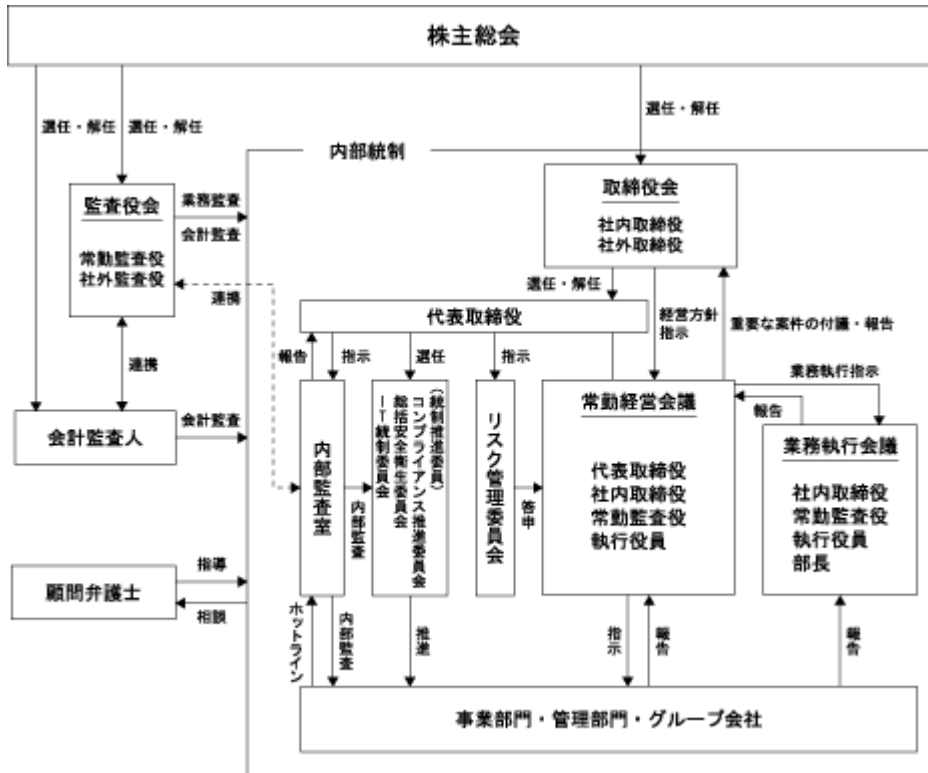 株主総会
選任・解任
選任・解任
選任・解任
内部統制
監査役会
常勤監査役
社外監査役
業務監査
会計監査
取締役会
社内取締役
社外取締役
連携
選任・解任
代表取締役
経営方針
指示
重要な案件の付議・報告
連携
報告
指示
選任
指示
業務執行指示
報告
会計監査人
会計監査
内部監査室
内部監査
(統制推進委員)
コンプライアンス推進委員会
総括安全衛生委員会
IT統制委員会
リスク管理委員会
答申
常勤経営会議
代表取締役
社内取締役
常勤監査役
執行役員
業務執行会議
社内取締役
常勤監査役
執行役員
部長
顧問弁護士
指導
相談
ホットライン
内部監査
推進
指示
報告
報告
事業部門・管理部門・グループ会社